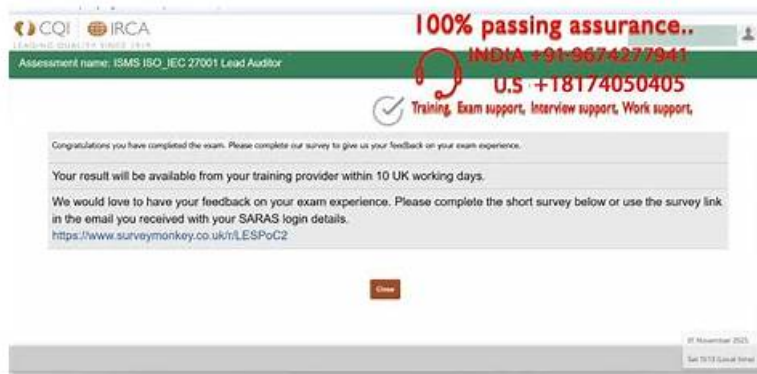 CQI IRCA
LEADING QUALITY SINCE 1919
100% passing assurance..
INDIA +91-9674277941
U.S +18174050405
Training, Exam support, Interview support, Work support,
Assessment name: ISMS ISO_IEC 27001 Lead Auditor
Congratulations you have completed the exam. Please complete our survey to give us your feedback on your exam experience.
Your result will be available from your training provider within 10 UK working days.
We would love to have your feedback on your exam experience. Please complete the short survey below or use the survey link
in the email you received with your SARAS login details.
https://www.surveymonkey.co.uk/r/LESPoC2
Close
November 2025